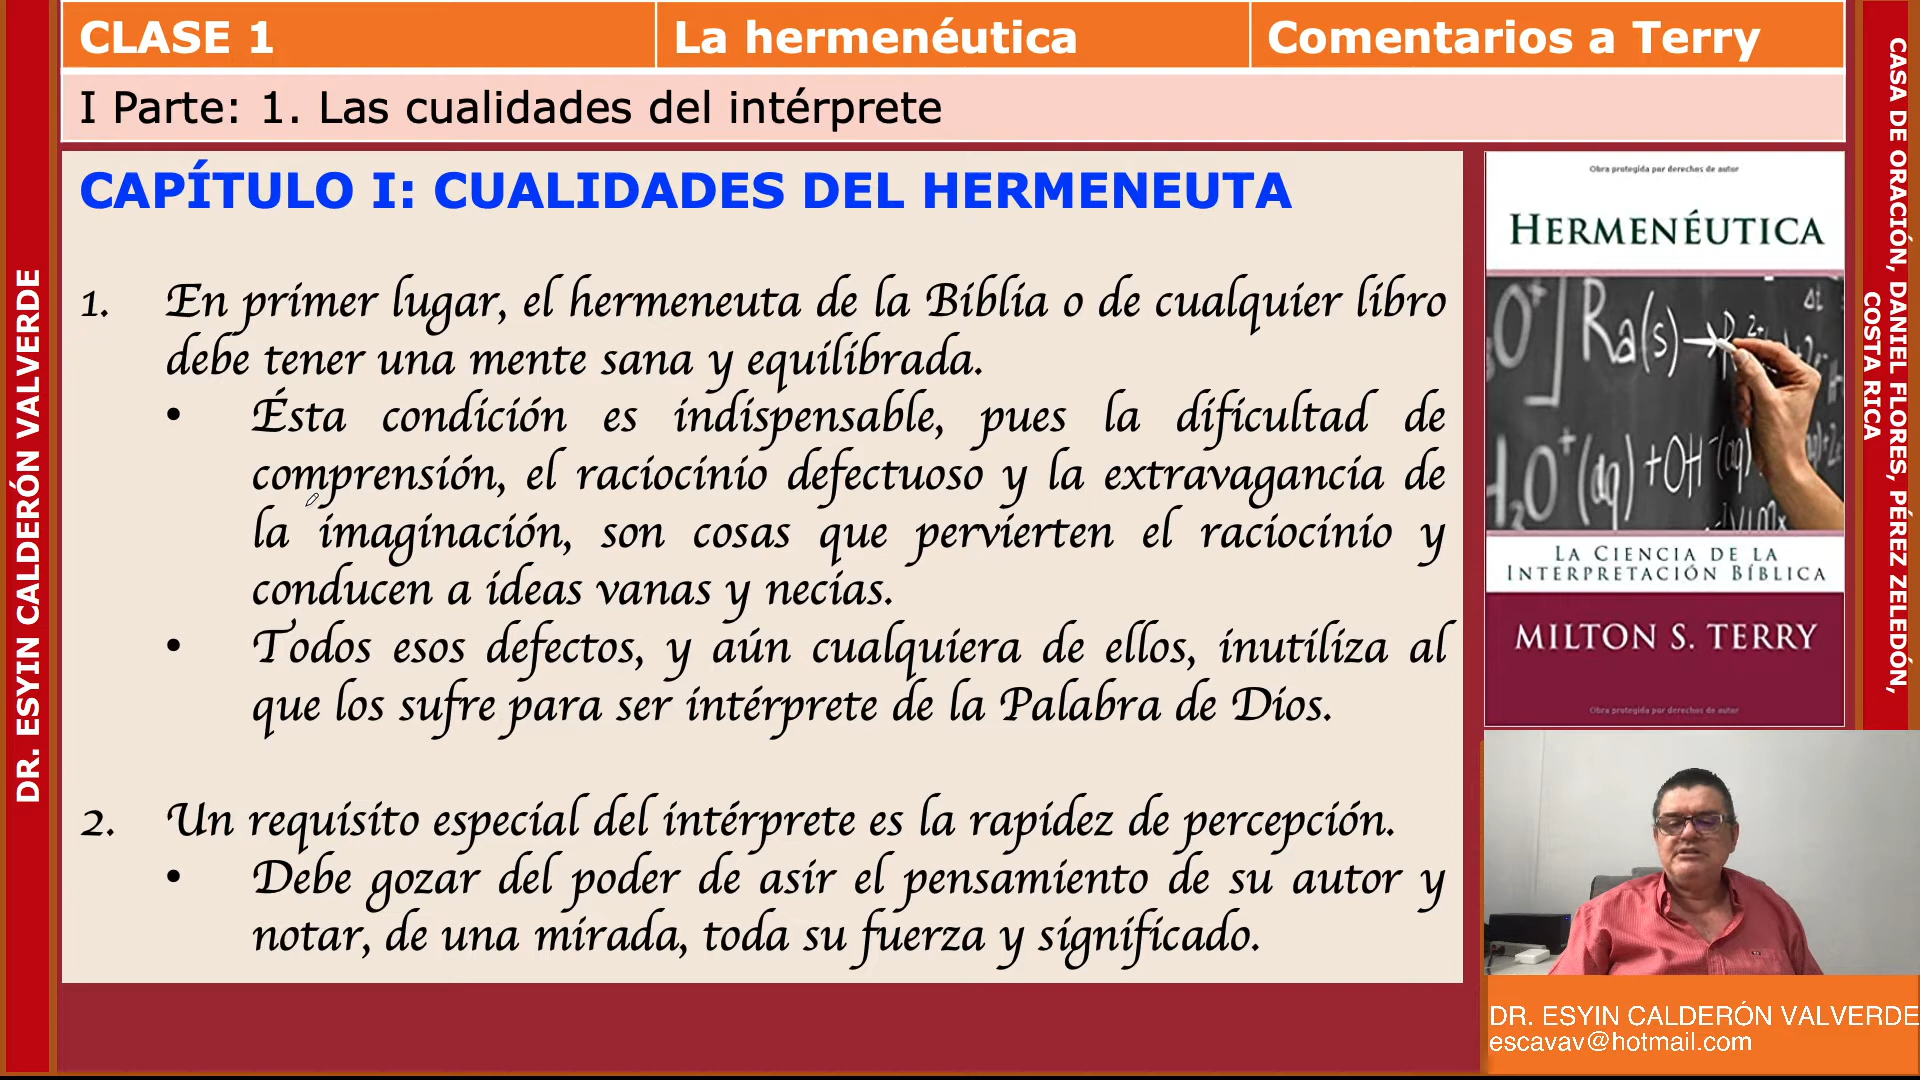 CLASE 1
La hermenéutica
Comentarios a Terry
I Parte: 1. Las cualidades del intérprete
CAPÍTULO I: CUALIDADES DEL HERMENEUTA
1. En primer lugar, el hermeneuta de la Biblia o de cualquier libro
debe tener una mente sana y equilibrada.
• Ésta condición es indispensable, pues la dificultad de
comprensión, el raciocinio defectuoso y la extravagancia de
la imaginación, son cosas que pervierten el raciocinio y
conducen a ideas vanas y necias.
• Todos esos defectos, y aún cualquiera de ellos, inutiliza al
que los sufre para ser intérprete de la Palabra de Dios.
2. Un requisito especial del intérprete es la rapidez de percepción.
• Debe gozar del poder de asir el pensamiento de su autor y
notar, de una mirada, toda su fuerza y significado.
DR. ESYIN CALDERÓN VALVERDE
Obra protegida por derechos de autor
HERMENÉUTICA
Ra(s)
LA CIENCIA DE LA
INTERPRETACIÓN BÍBLICA
MILTON S. TERRY
Obra protegida por derechos de autor
CASA DE ORACIÓN, DANIEL FLORES, PÉREZ ZELEDÓN,
COSTA RICA
DR. ESYIN CALDERÓN VALVERDE
escavav@hotmail.com